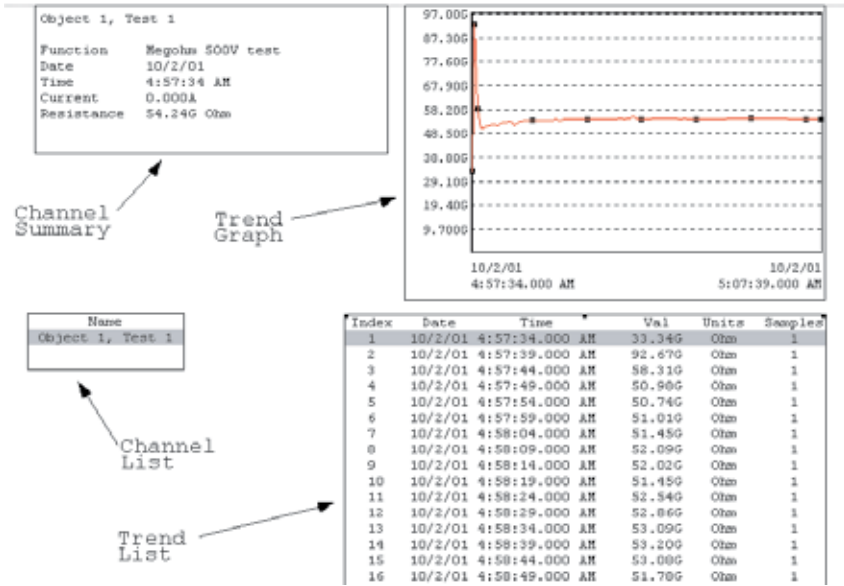 Object 1, Test 1
Function Megohm 500V test
Date 10/2/01
Time 4:57:34 AM
Current 0.000A
Resistance 54.24G Ohm
Channel
Summary
97.00G
87.30G
77.60G
67.90G
58.20G
48.50G
38.80G
29.10G
19.40G
9.700G
10/2/01 10/2/01
4:57:34.000 AM 5:07:39.000 AM
Trend
Graph
Name
Object 1, Test 1
Channel
List
Index Date Time Val Units Samples
1 10/2/01 4:57:34.000 AM 33.34G Ohm 1
2 10/2/01 4:57:39.000 AM 92.67G Ohm 1
3 10/2/01 4:57:44.000 AM 58.31G Ohm 1
4 10/2/01 4:57:49.000 AM 50.98G Ohm 1
5 10/2/01 4:57:54.000 AM 50.74G Ohm 1
6 10/2/01 4:57:59.000 AM 51.01G Ohm 1
7 10/2/01 4:58:04.000 AM 51.45G Ohm 1
8 10/2/01 4:58:09.000 AM 52.09G Ohm 1
9 10/2/01 4:58:14.000 AM 52.02G Ohm 1
10 10/2/01 4:58:19.000 AM 51.45G Ohm 1
11 10/2/01 4:58:24.000 AM 52.54G Ohm 1
12 10/2/01 4:58:29.000 AM 52.86G Ohm 1
13 10/2/01 4:58:34.000 AM 53.09G Ohm 1
14 10/2/01 4:58:39.000 AM 53.20G Ohm 1
15 10/2/01 4:58:44.000 AM 53.08G Ohm 1
16 10/2/01 4:58:49.000 AM 51.78G Ohm 1
Trend
List